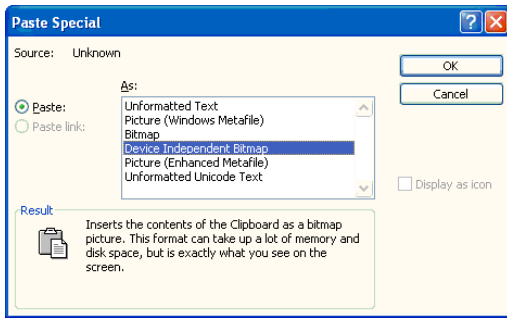 Paste Special
Source: Unknown
As:
Paste:
Paste link:
Unformatted Text
Picture (Windows Metafile)
Bitmap
Device Independent Bitmap
Picture (Enhanced Metafile)
Unformatted Unicode Text
OK
Cancel
Display as icon
Result
Inserts the contents of the Clipboard as a bitmap
picture. This format can take up a lot of memory and
disk space, but is exactly what you see on the
screen.